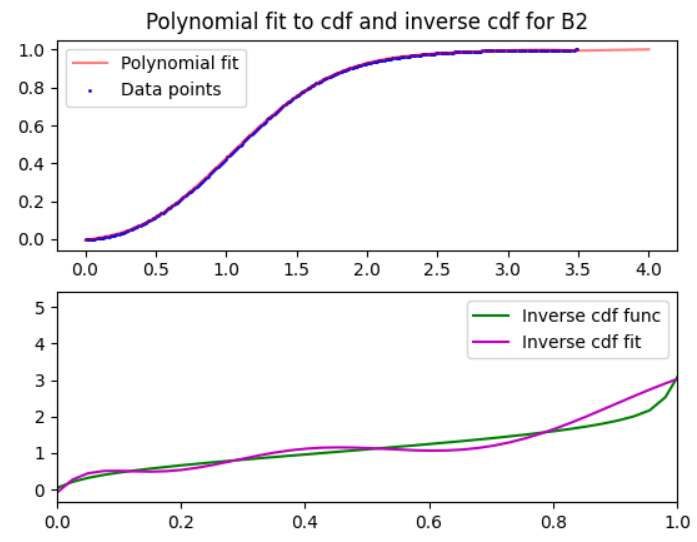 Polynomial fit to cdf and inverse cdf for B2
1.0
0.8
0.6
0.4
0.2
0.0
Polynomial fit
Data points
0.0 0.5 1.0 1.5 2.0 2.5 3.0 3.5 4.0
5
4
3
2
1
0
Inverse cdf func
Inverse cdf fit
0.0 0.2 0.4 0.6 0.8 1.0